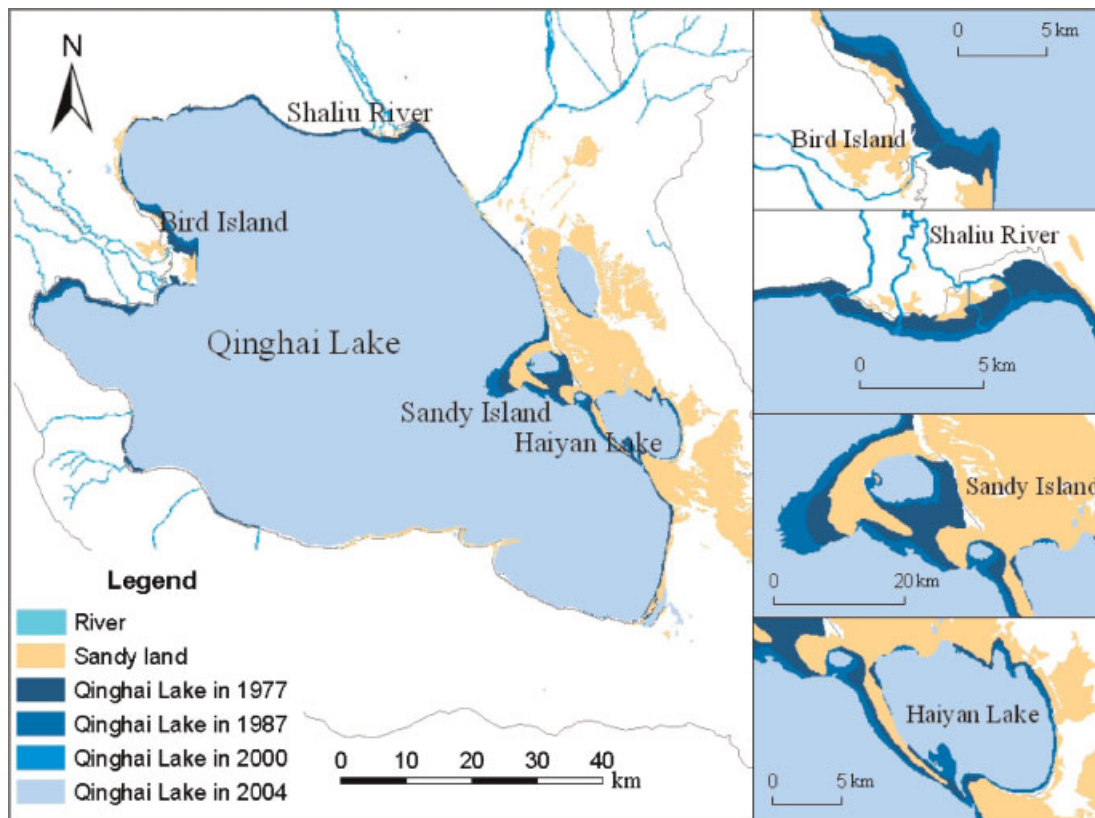 N
Shaliu River
Bird Island
Qinghai Lake
Sandy Island
Haiyan Lake
Legend
River
Sandy land
Qinghai Lake in 1977
Qinghai Lake in 1987
Qinghai Lake in 2000
Qinghai Lake in 2004
0 10 20 30 40
km
0 5 km
Bird Island
Shaliu River
0 5 km
Sandy Island
0 20 km
Haiyan Lake
0 5 km